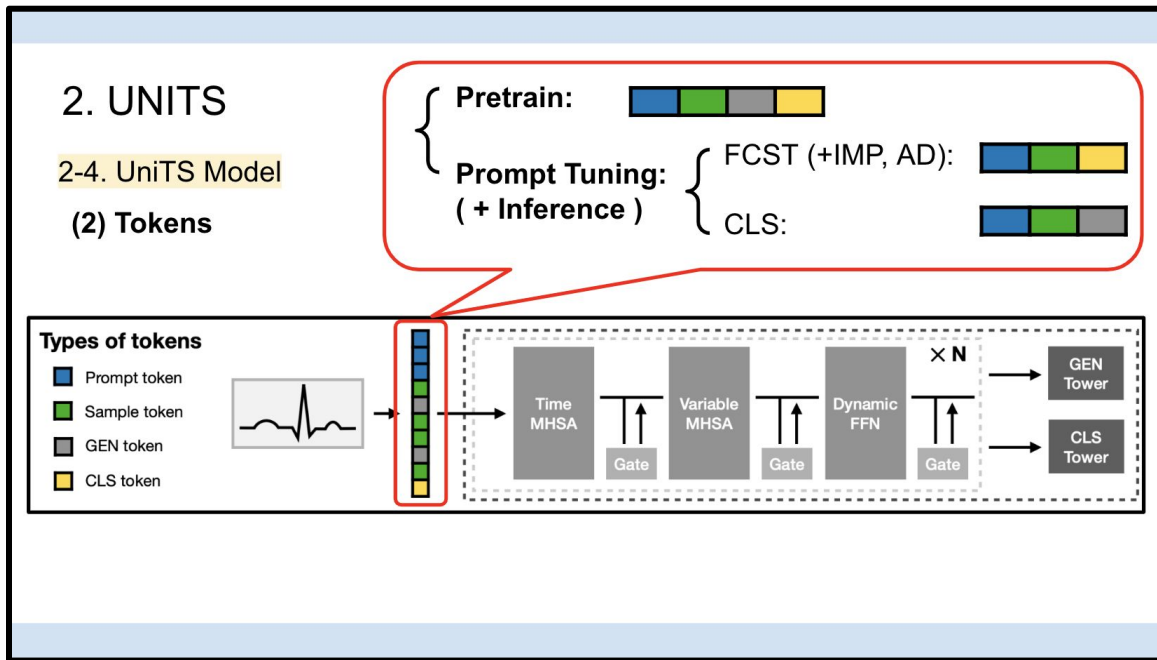 2. UNITS
2-4. UniTS Model
(2) Tokens
Pretrain:
Prompt Tuning:
( + Inference )
FCST (+IMP, AD):
CLS:
Types of tokens
Prompt token
Sample token
GEN token
CLS token
Time
MHSA
Gate
Variable
MHSA
Gate
Dynamic
FFN
Gate
× N
GEN
Tower
CLS
Tower